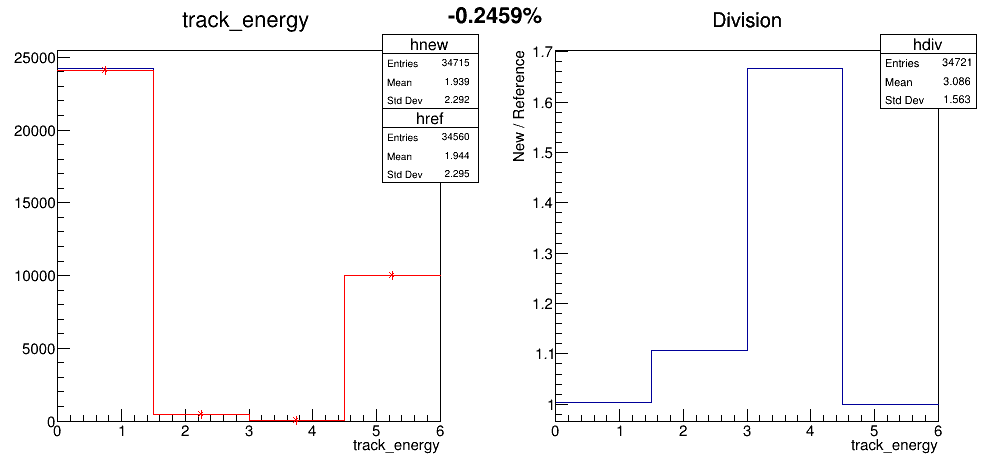 -0.2459%
track_energy
hnew
Entries 34715
Mean 1.939
Std Dev 2.292
href
Entries 34560
Mean 1.944
Std Dev 2.295
25000
20000
15000
10000
5000
0
0 1 2 3 4 5 6
track_energy
Division
hdiv
Entries 34721
Mean 3.086
Std Dev 1.563
New / Reference
1.7
1.6
1.5
1.4
1.3
1.2
1.1
1
0 1 2 3 4 5 6
track_energy